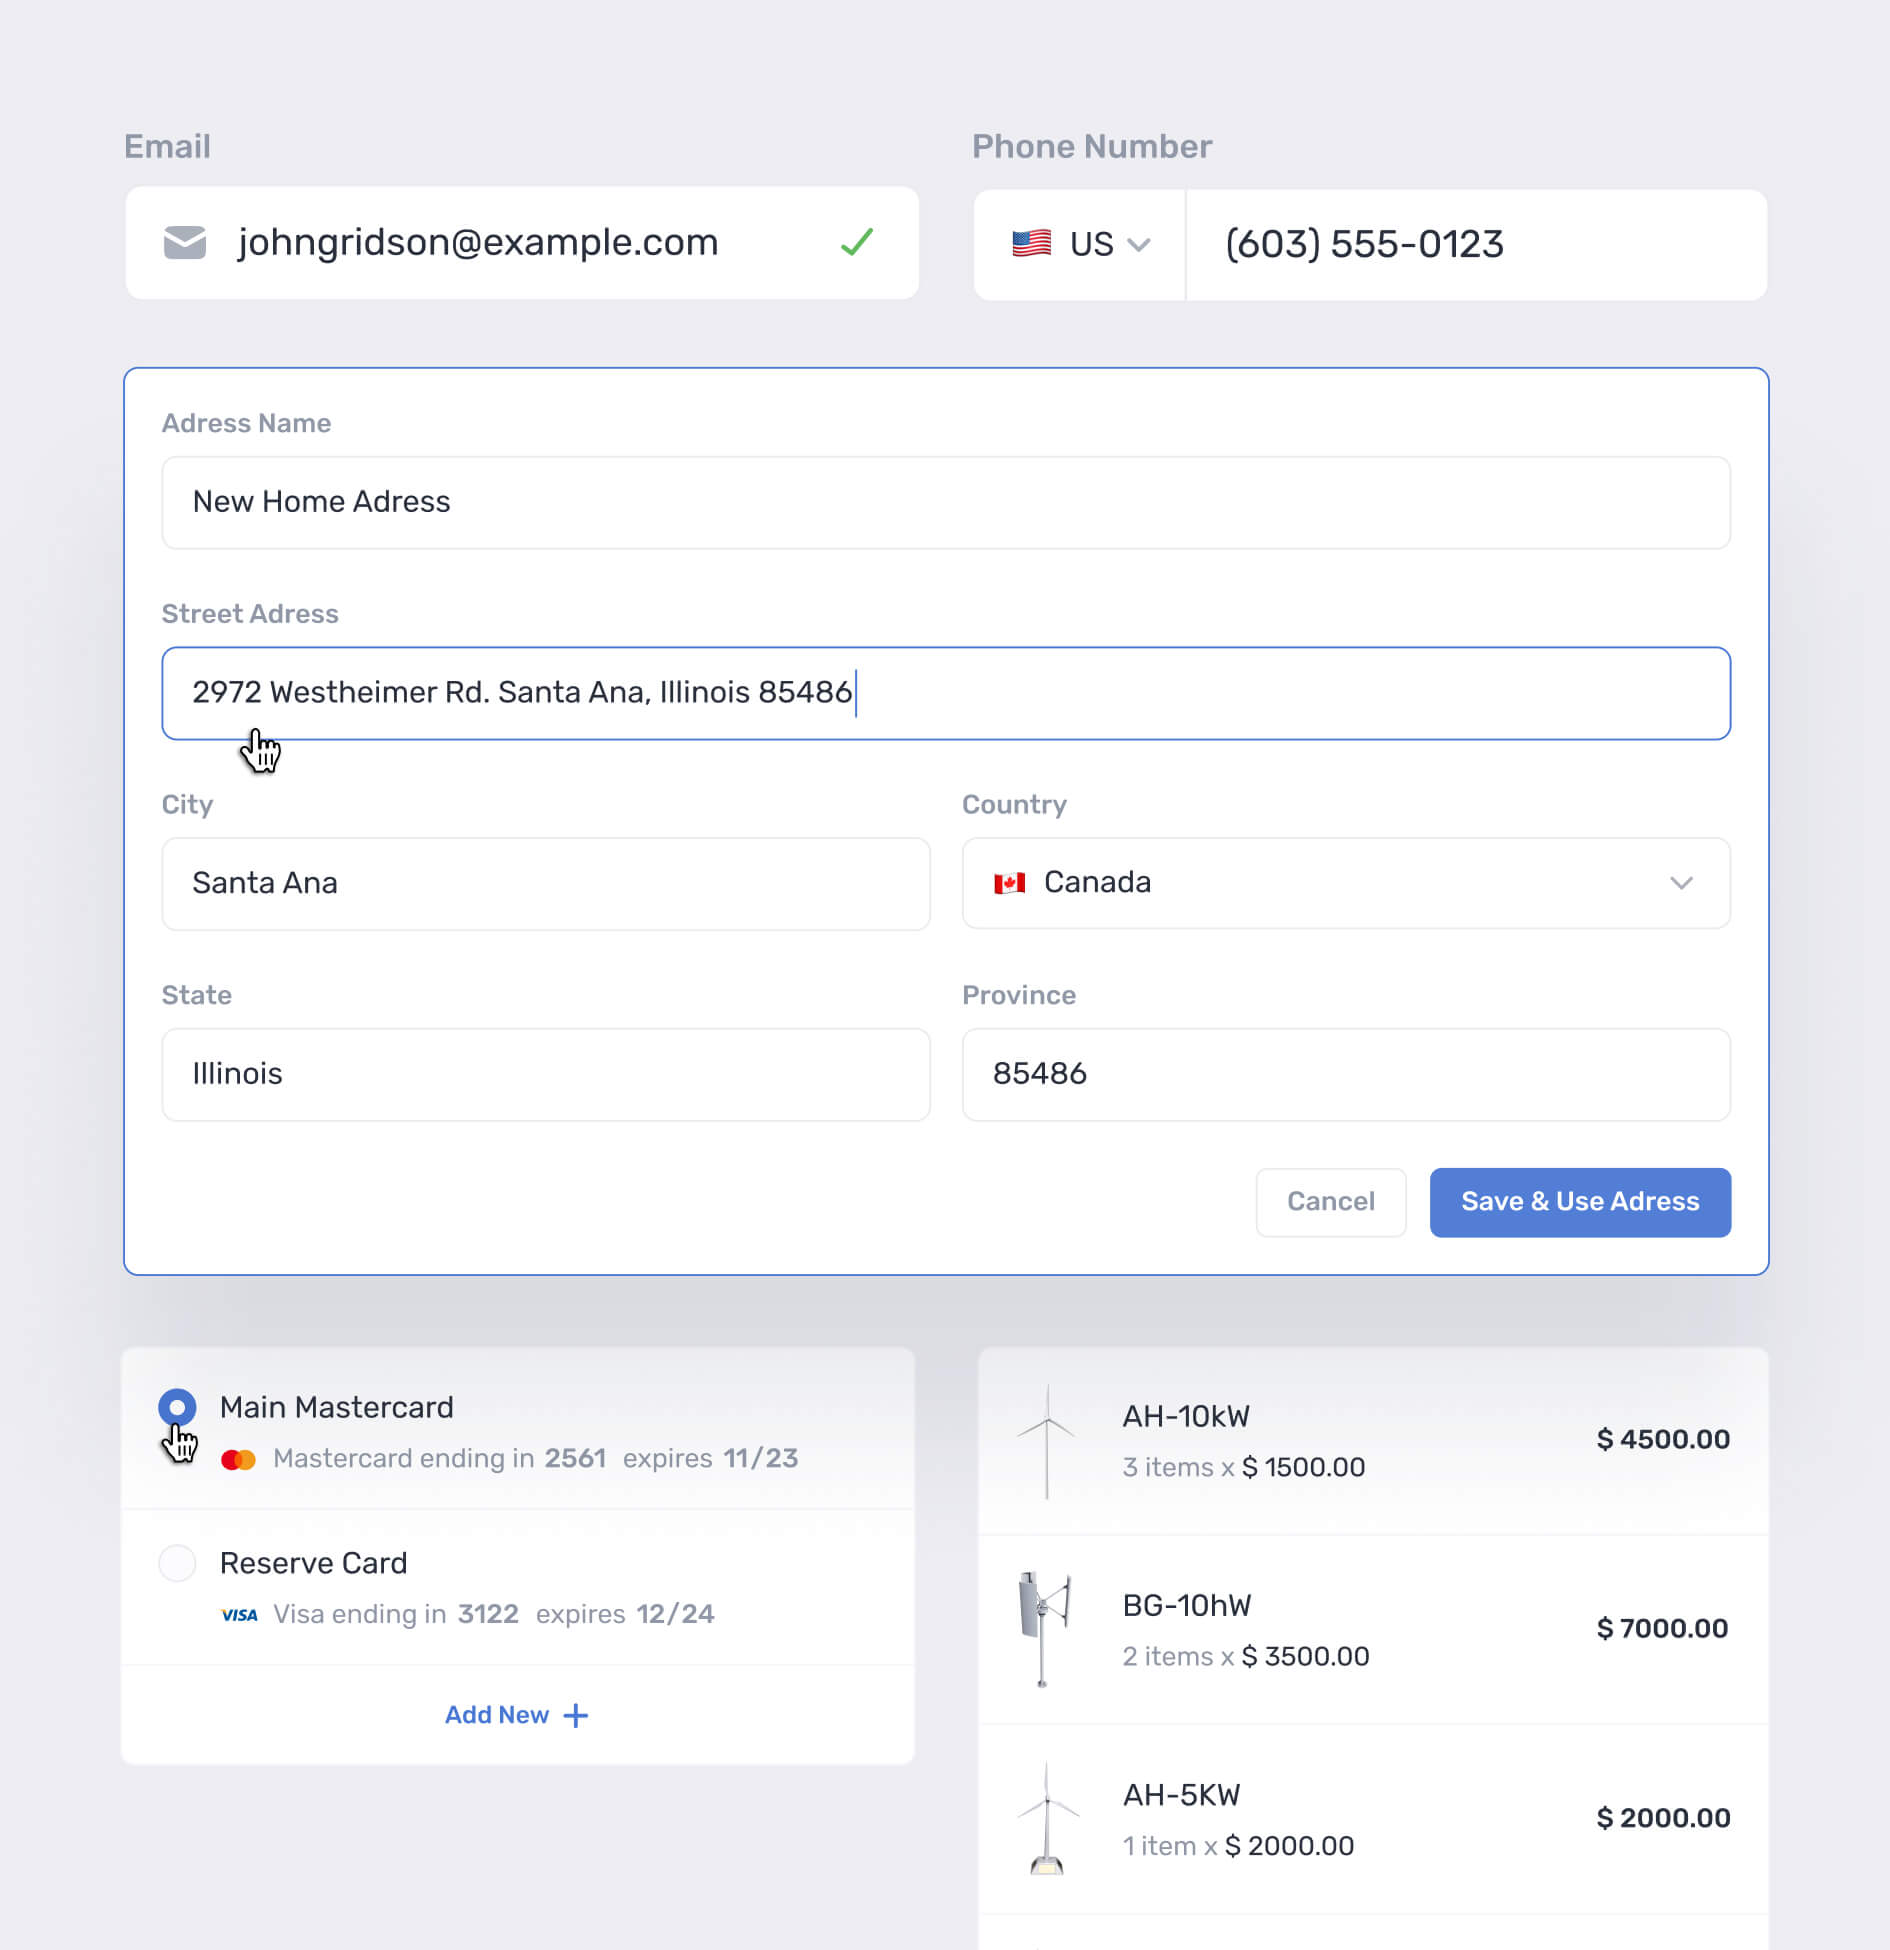 Email
Phone Number
johngridson@example.com
US
(603) 555-0123
Adress Name
New Home Adress
Street Adress
2972 Westheimer Rd. Santa Ana, Illinois 85486
City
Country
Santa Ana
Canada
State
Province
Illinois
85486
Cancel
Save & Use Adress
Main Mastercard
Mastercard ending in 2561 expires 11/23
Reserve Card
VISA Visa ending in 3122 expires 12/24
Add New
AH-10kW
3 items x $ 1500.00
$ 4500.00
BG-10hW
2 items x $ 3500.00
$ 7000.00
AH-5KW
1 item x $ 2000.00
$ 2000.00